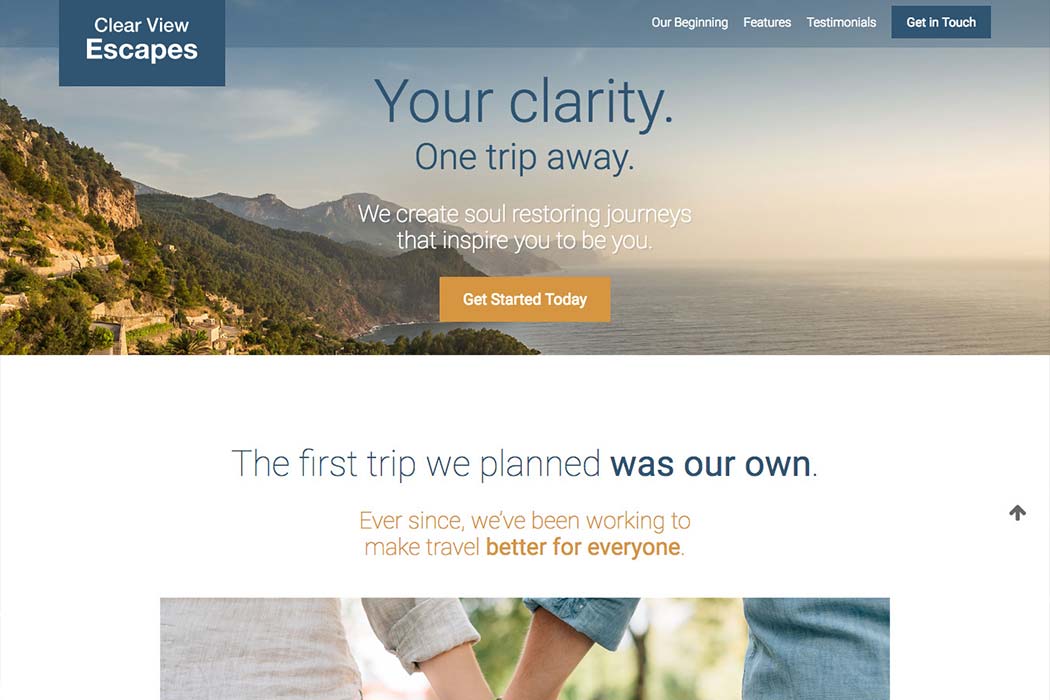 Clear View
Escapes
Our Beginning Features Testimonials Get in Touch
Your clarity.
One trip away.
We create soul restoring journeys
that inspire you to be you.
Get Started Today
The first trip we planned was our own.
Ever since, we’ve been working to
make travel better for everyone.